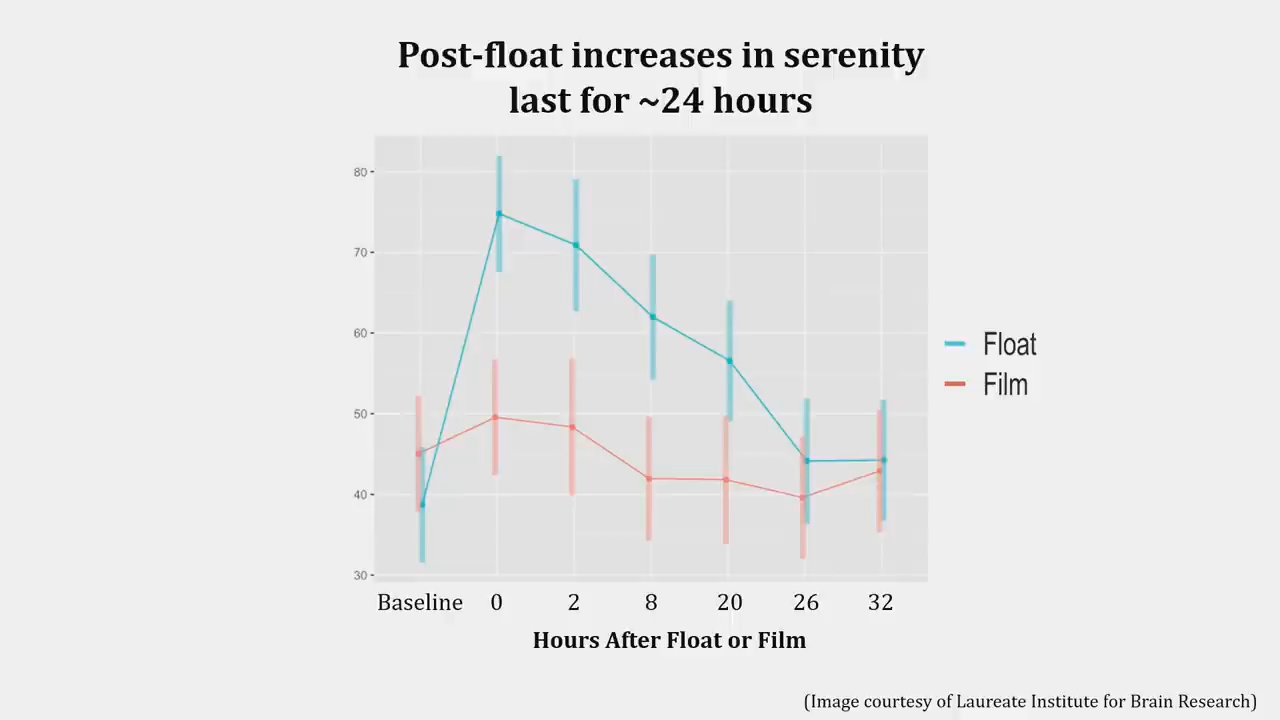 Post-float increases in serenity
last for ~24 hours
80
70
60
50
40
30
Float
Film
Baseline 0 2 8 20 26 32
Hours After Float or Film
(Image courtesy of Laureate Institute for Brain Research)